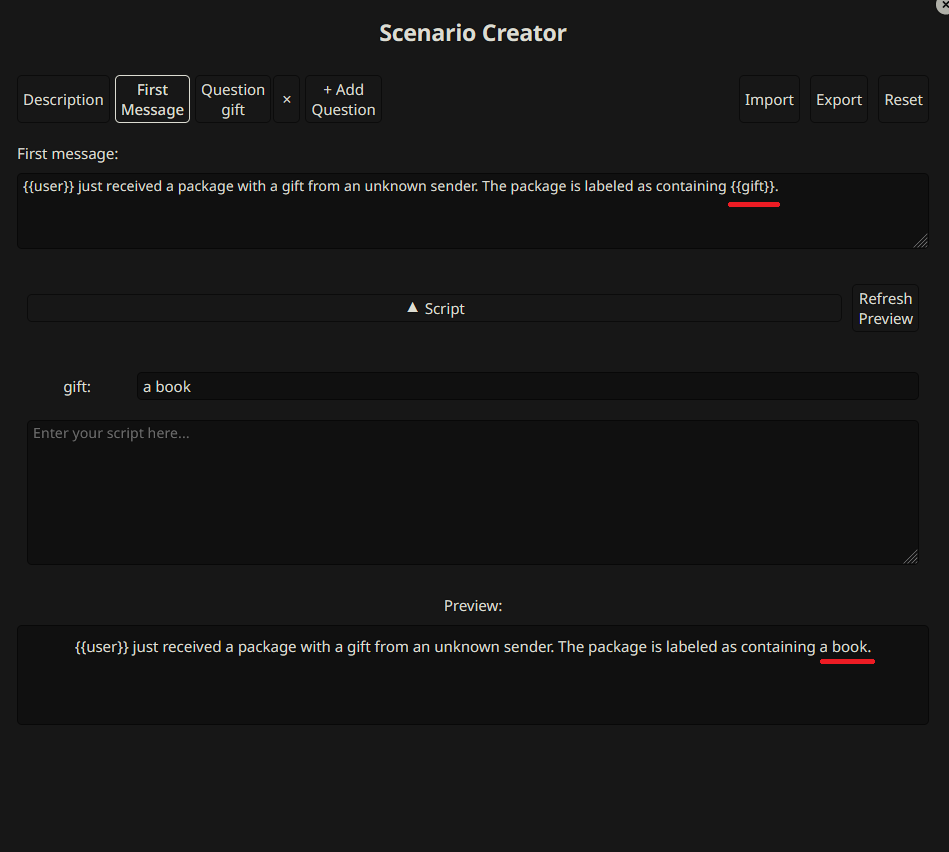 Scenario Creator
Description
First
Message
Question
gift
×
+ Add
Question
Import
Export
Reset
First message:
{{user}} just received a package with a gift from an unknown sender. The package is labeled as containing {{gift}}.
▲ Script
Refresh
Preview
gift:
a book
Enter your script here...
Preview:
{{user}} just received a package with a gift from an unknown sender. The package is labeled as containing a book.